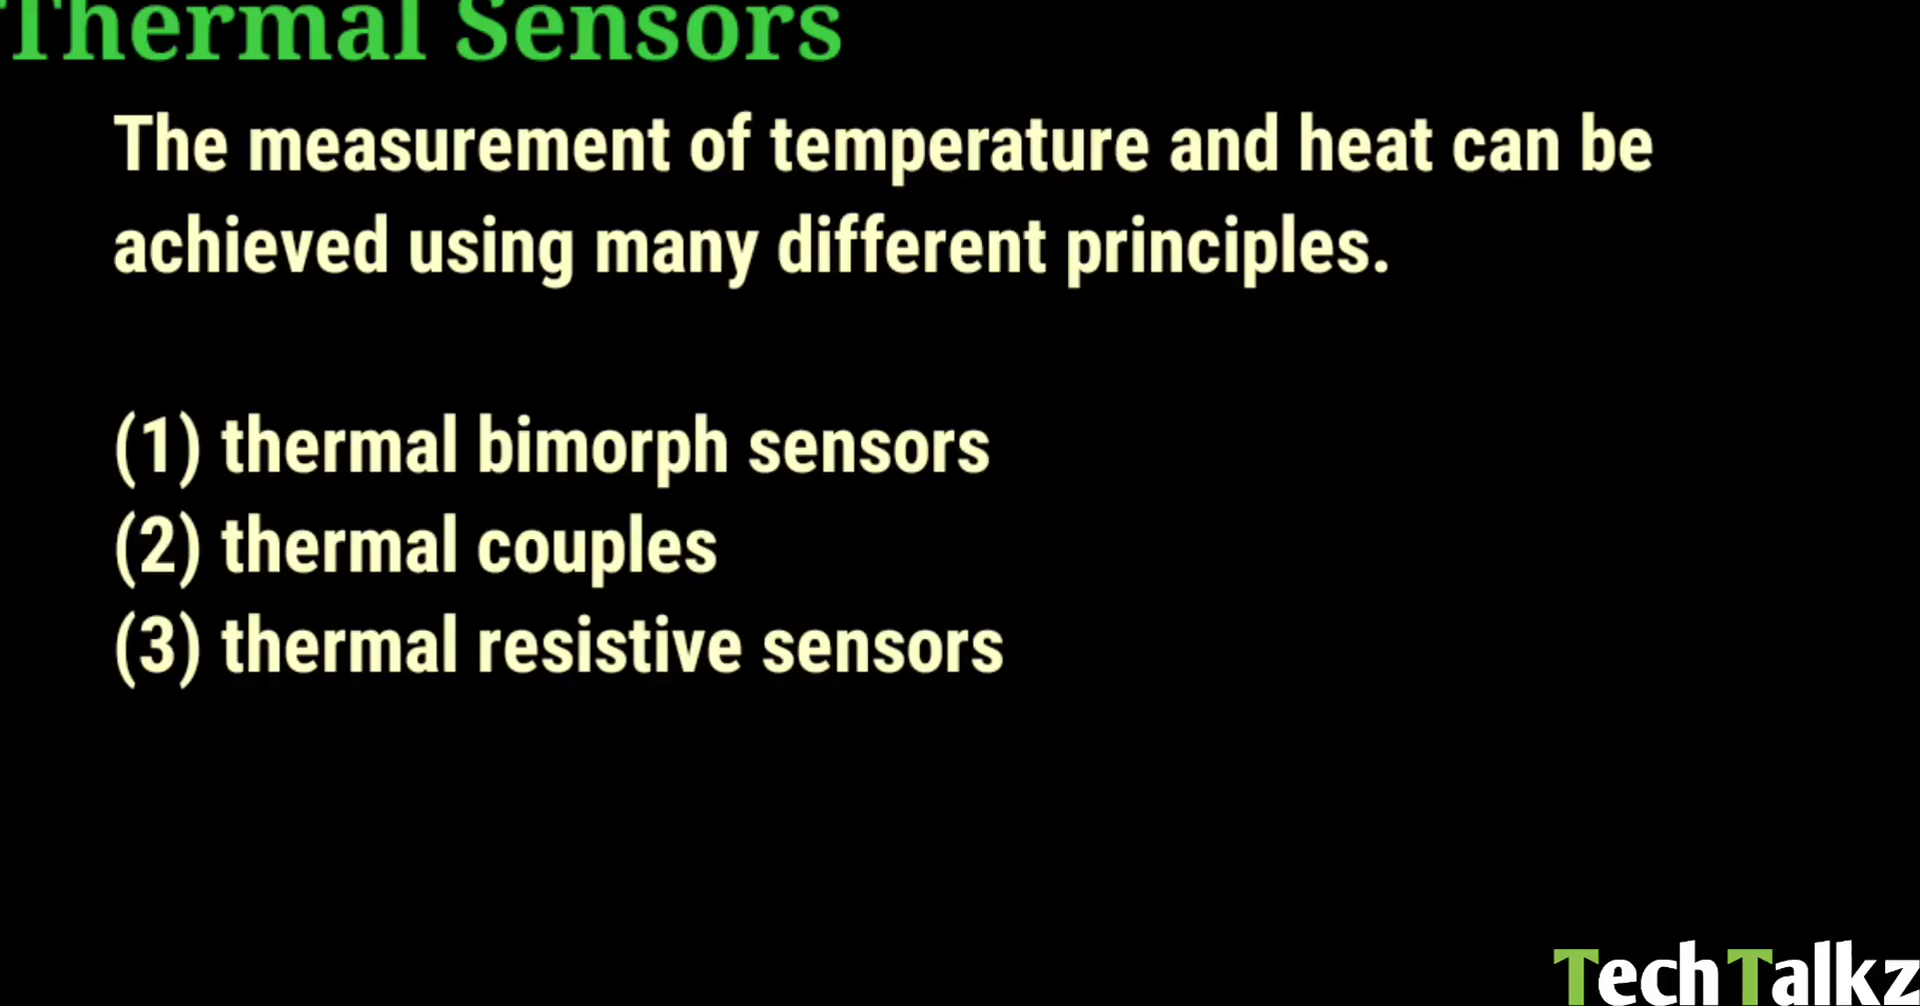 Thermal Sensors
The measurement of temperature and heat can be
achieved using many different principles.
(1) thermal bimorph sensors
(2) thermal couples
(3) thermal resistive sensors
TechTalkz